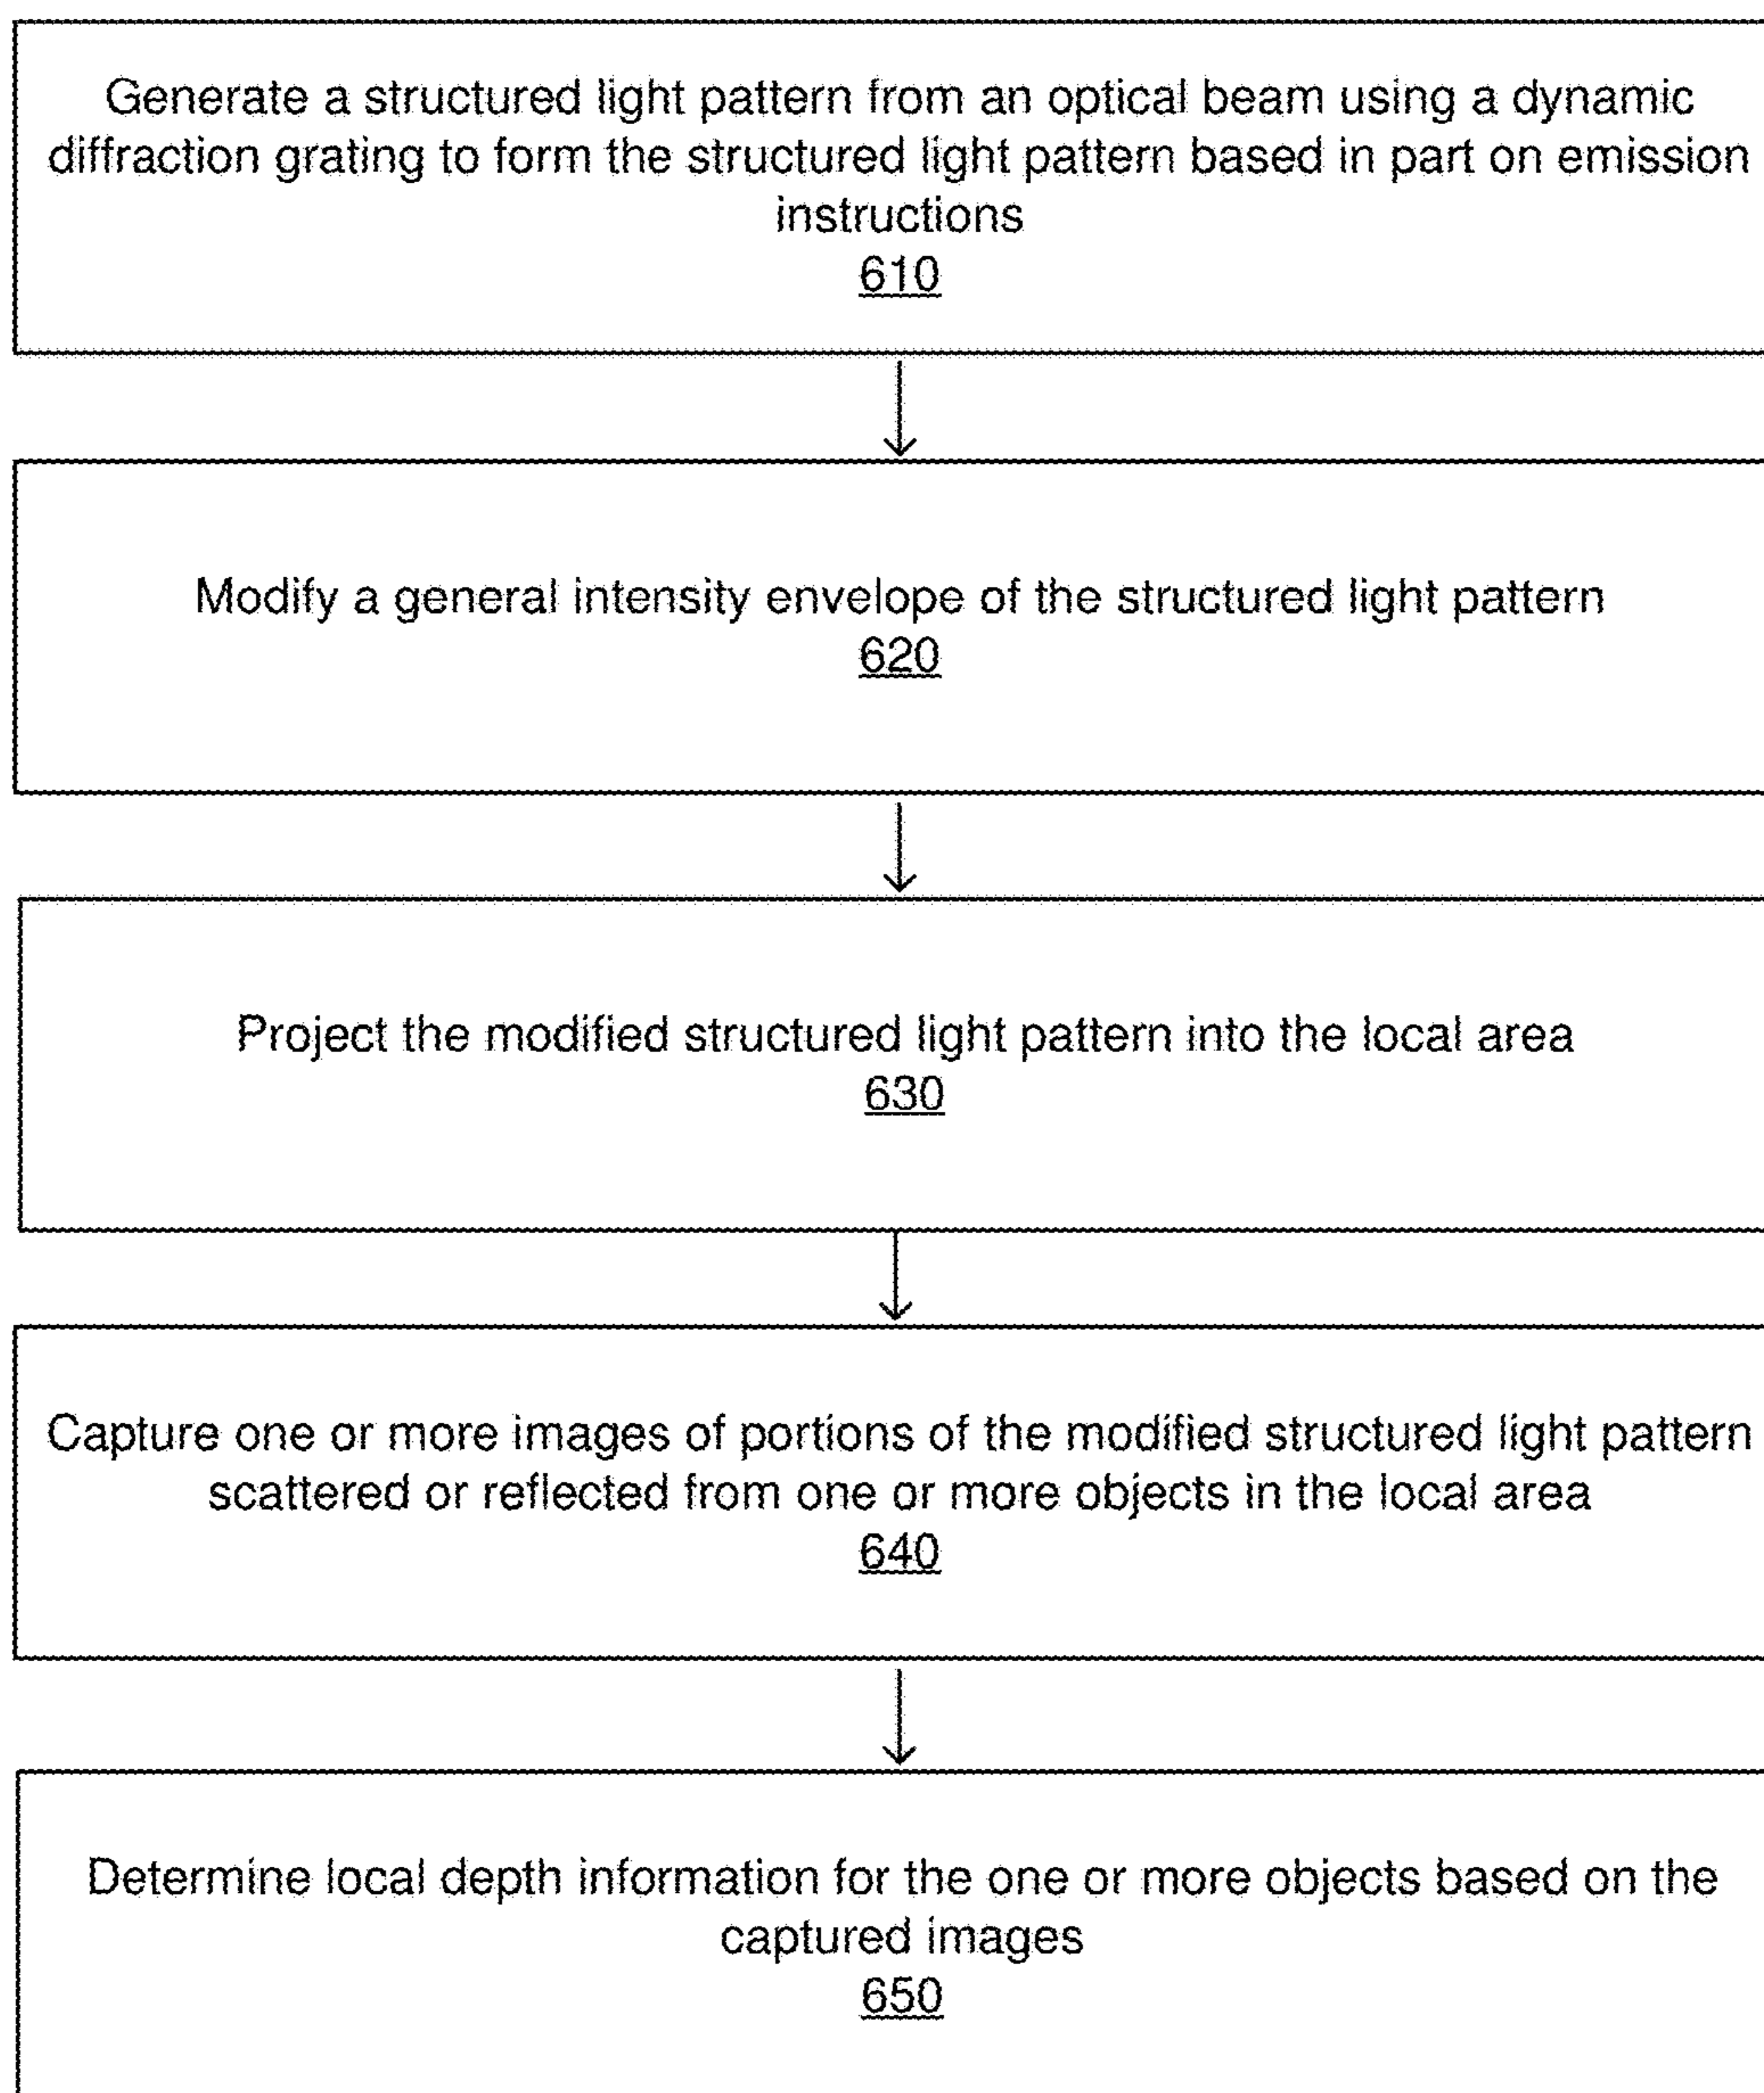 Generate a structured light pattern from an optical beam using a dynamic
diffraction grating to form the structured light pattern based in part on emission
instructions
610
Modify a general intensity envelope of the structured light pattern
620
Project the modified structured light pattern into the local area
630
Capture one or more images of portions of the modified structured light pattern
scattered or reflected from one or more objects in the local area
640
Determine local depth information for the one or more objects based on the
captured images
650